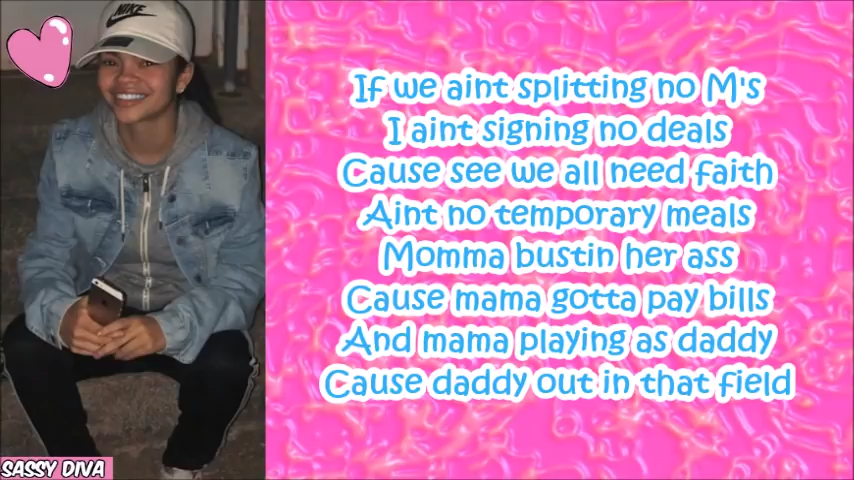 If we aint splitting no M's
I aint signing no deals
Cause see we all need faith
Aint no temporary meals
Momma bustin her ass
Cause mama gotta pay bills
And mama playing as daddy
Cause daddy out in that field
NIKE
SASSY DIVA